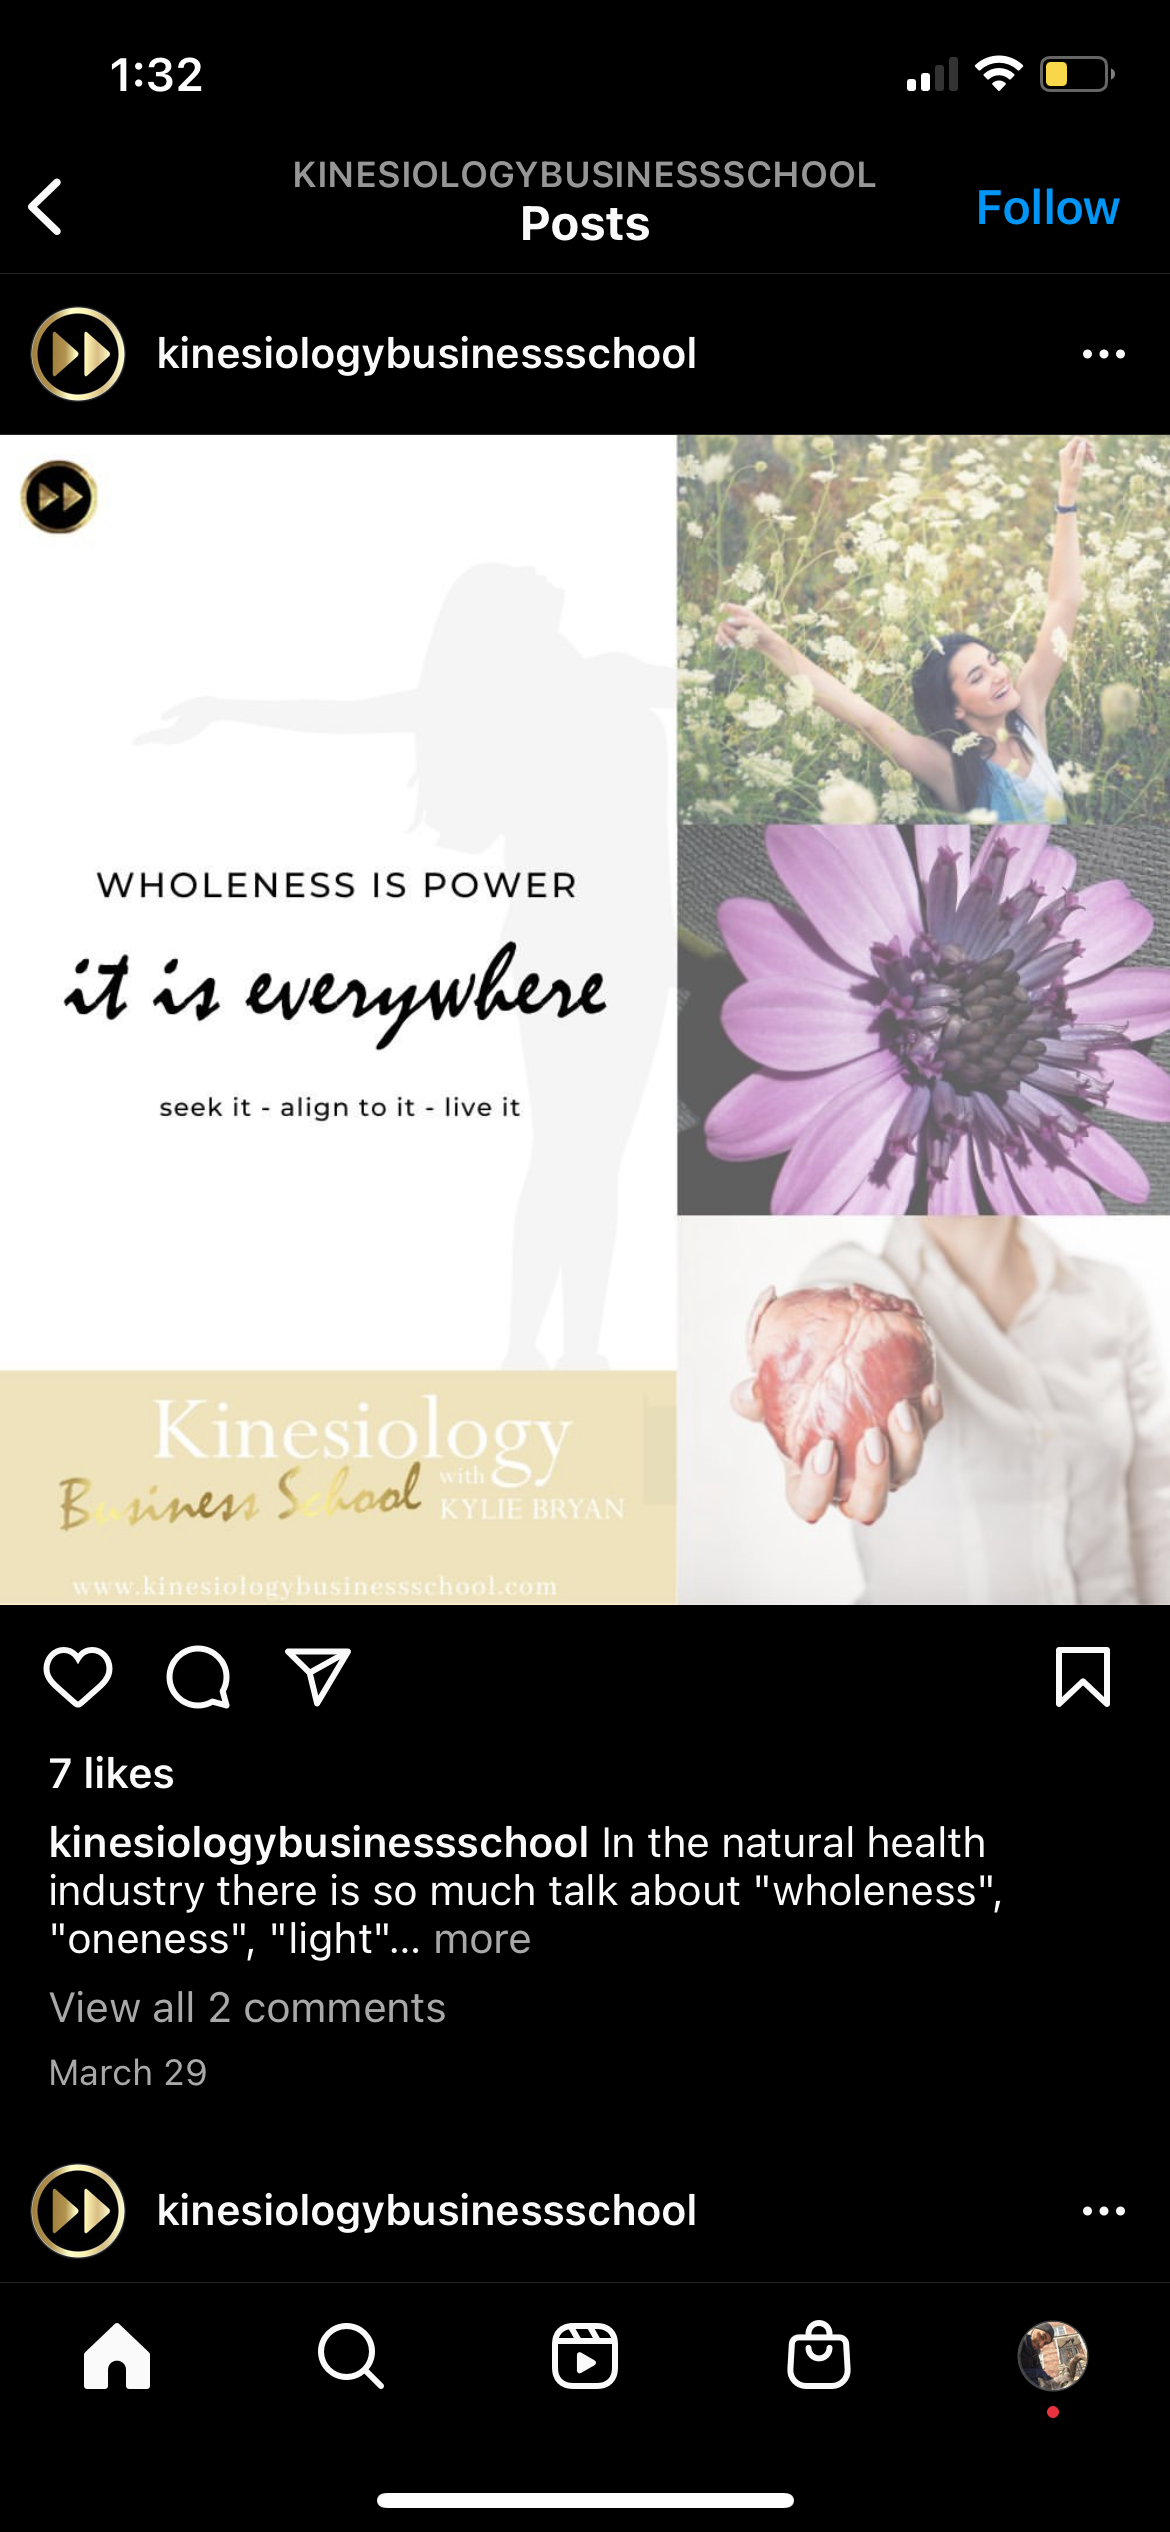 1:32
KINESIOLOGYBUSINESSSCHOOL
Posts
Follow
kinesiologybusinessschool
WHOLENESS IS POWER
it is everywhere
seek it - align to it - live it
Kinesiology
Business School with KYLIE BRYAN
www.kinesiologybusinessschool.com
7 likes
kinesiologybusinessschool In the natural health
industry there is so much talk about "wholeness",
"oneness", "light"... more
View all 2 comments
March 29
kinesiologybusinessschool